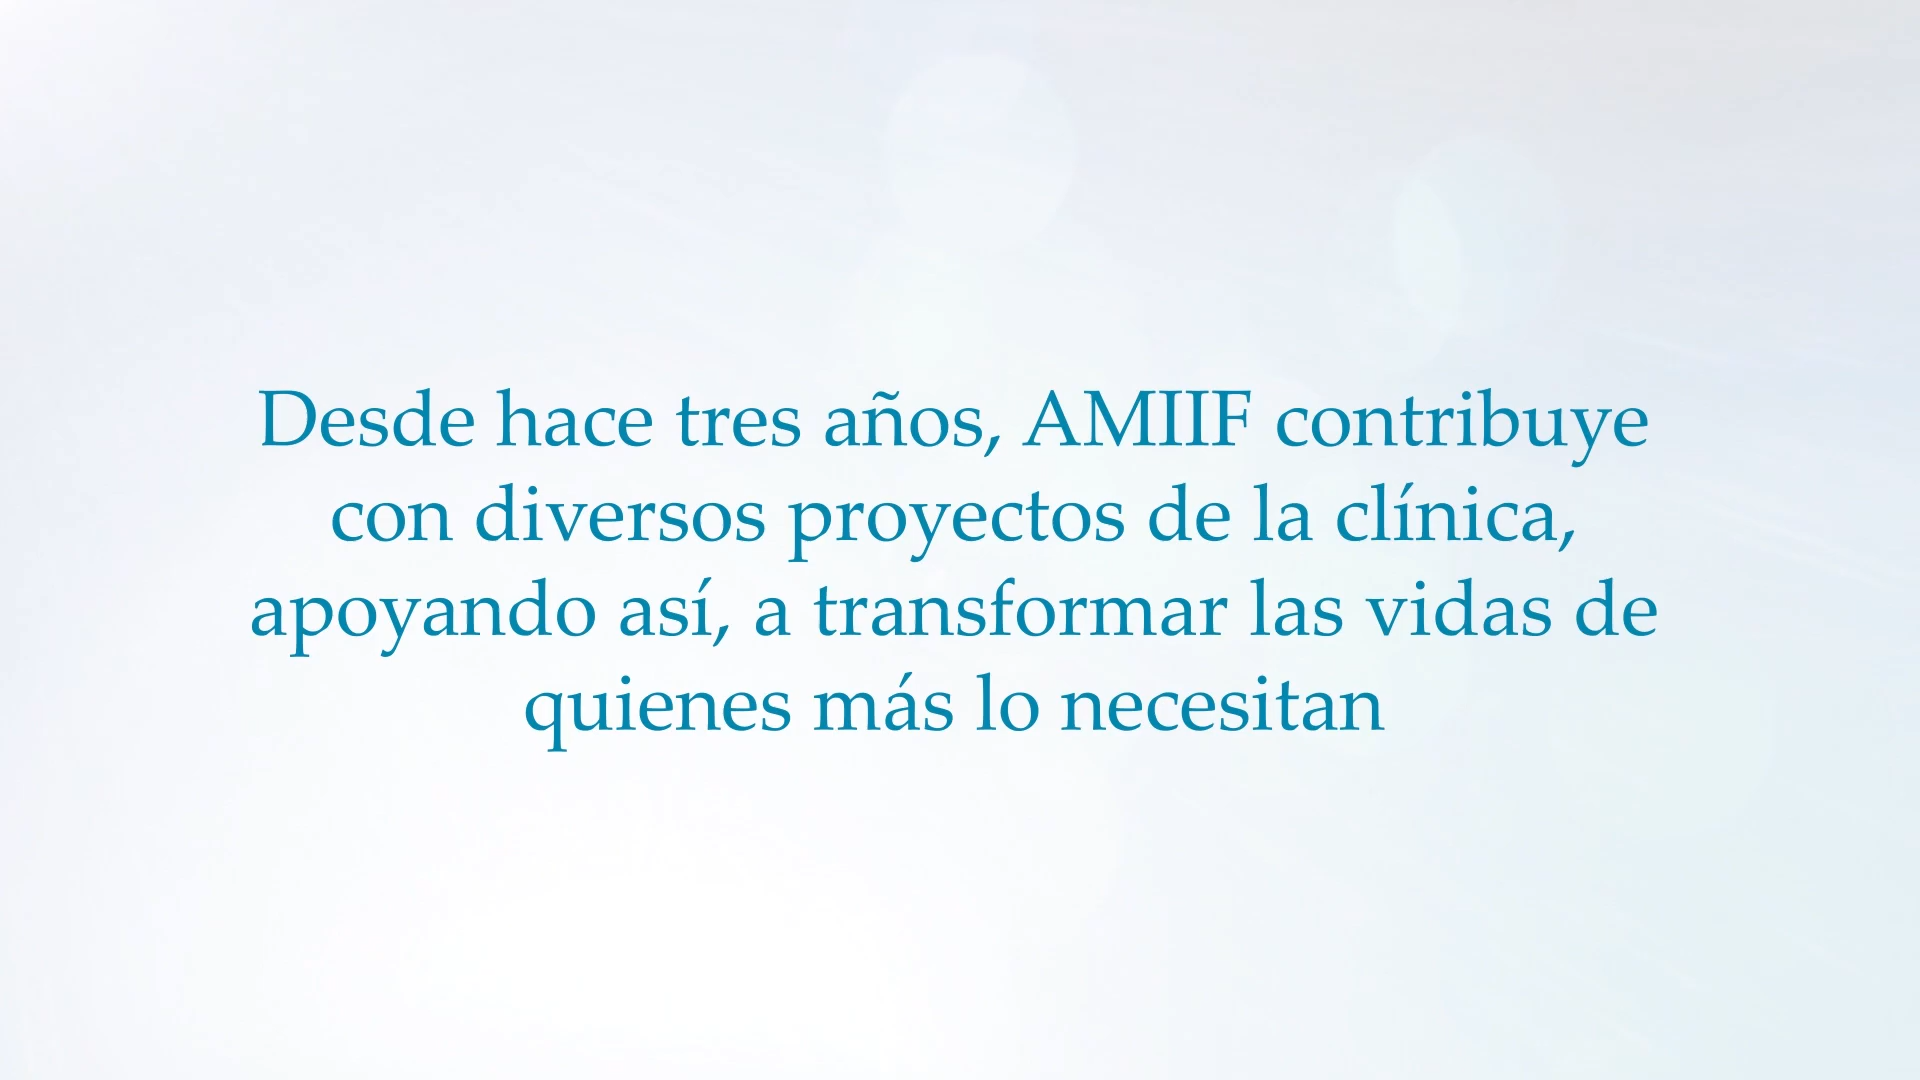 Desde hace tres años, AMIIF contribuye
con diversos proyectos de la clínica,
apoyando así, a transformar las vidas de
quienes más lo necesitan